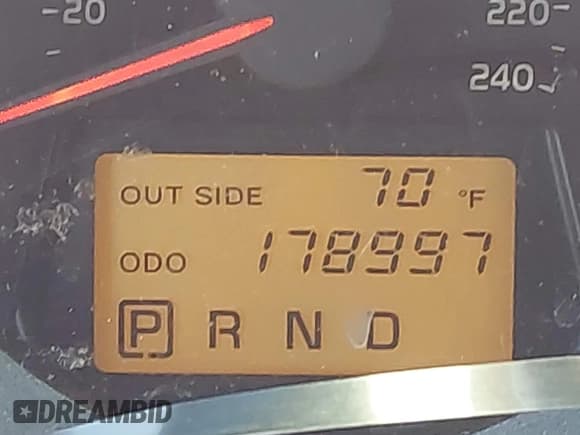 20 220
240
OUT SIDE 70 °F
ODO 178997
P R N D
DREAMBID